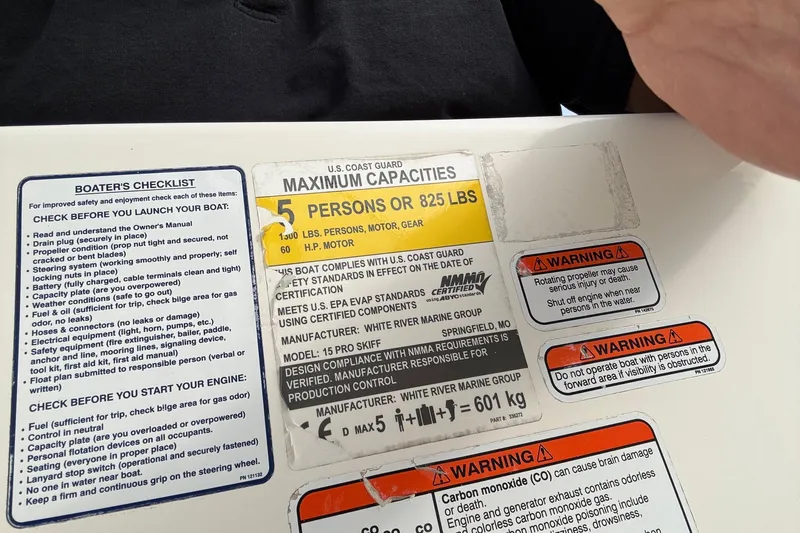 BOATER'S CHECKLIST
For improved safety and enjoyment check each of these items:
CHECK BEFORE YOU LAUNCH YOUR BOAT:
• Read and understand the Owner's Manual
• Drain plug (securely in place)
• Propeller condition (prop nut tight and secured, not
cracked or bent blades)
• Steering system (working smoothly and properly; self
locking nuts in place)
• Battery (fully charged, cable terminals clean and tight)
• Capacity plate (are you overpowered)
• Weather conditions (safe to go out)
• Fuel & oil (sufficient for trip, check bilge area for gas
odor, no leaks)
• Hoses & connectors (no leaks or damage)
• Electrical equipment (light, horn, pumps, etc.)
• Safety equipment (fire extinguisher, bailer, paddle,
anchor and line, mooring lines, signaling device,
tool kit, first aid kit, first aid manual)
• Float plan submitted to responsible person (verbal or
written)
CHECK BEFORE YOU START YOUR ENGINE:
• Fuel (sufficient for trip, check bilge area for gas odor)
• Control in neutral
• Capacity plate (are you overloaded or overpowered)
• Personal flotation devices on all occupants.
• Seating (everyone in proper place)
• Lanyard stop switch (operational and securely fastened)
• No one in water near boat.
• Keep a firm and continuous grip on the steering wheel.
PN 121132
U.S. COAST GUARD
MAXIMUM CAPACITIES
5 PERSONS OR 825 LBS
1300 LBS. PERSONS, MOTOR, GEAR
60 H.P. MOTOR
THIS BOAT COMPLIES WITH U.S. COAST GUARD
SAFETY STANDARDS IN EFFECT ON THE DATE OF
CERTIFICATION
MEETS U.S. EPA EVAP STANDARDS
USING CERTIFIED COMPONENTS
NMMA
CERTIFIED
using ABYC standards
MANUFACTURER: WHITE RIVER MARINE GROUP
SPRINGFIELD, MO
MODEL: 15 PRO SKIFF
DESIGN COMPLIANCE WITH NMMA REQUIREMENTS IS
VERIFIED. MANUFACTURER RESPONSIBLE FOR
PRODUCTION CONTROL
MANUFACTURER: WHITE RIVER MARINE GROUP
CE D MAX 5 + + = 601 kg
WARNING
Rotating propeller may cause
serious injury or death.
Shut off engine when near
persons in the water.
WARNING
Do not operate boat with persons in the
forward area if visibility is obstructed.
WARNING
Carbon monoxide (CO) can cause brain damage
or death.
Engine and generator exhaust contains odorless
and colorless carbon monoxide gas.
carbon monoxide poisoning include
dizziness, drowsiness,
CO CO CO